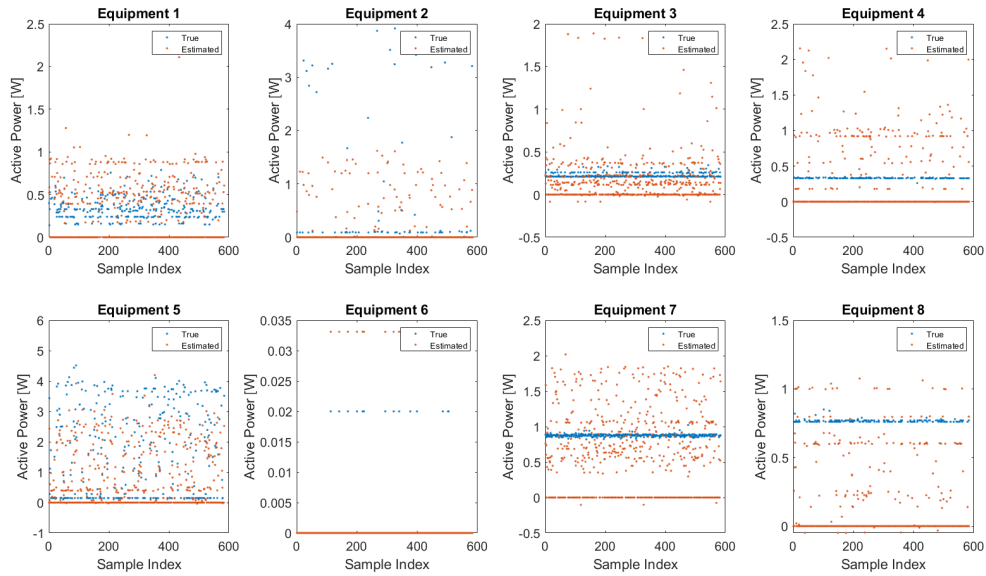 Equipment 1
2.5
2
1.5
1
0.5
0
0 200 400 600
Active Power [W]
Sample Index
True
Estimated
Equipment 2
4
3
2
1
0
0 200 400 600
Active Power [W]
Sample Index
True
Estimated
Equipment 3
2.5
2
1.5
1
0.5
0
-0.5
0 200 400 600
Active Power [W]
Sample Index
True
Estimated
Equipment 4
2.5
2
1.5
1
0.5
0
-0.5
0 200 400 600
Active Power [W]
Sample Index
True
Estimated
Equipment 5
6
5
4
3
2
1
0
-1
0 200 400 600
Active Power [W]
Sample Index
True
Estimated
Equipment 6
0.035
0.03
0.025
0.02
0.015
0.01
0.005
0
0 200 400 600
Active Power [W]
Sample Index
True
Estimated
Equipment 7
2.5
2
1.5
1
0.5
0
-0.5
0 200 400 600
Active Power [W]
Sample Index
True
Estimated
Equipment 8
1.5
1
0.5
0
0 200 400 600
Active Power [W]
Sample Index
True
Estimated